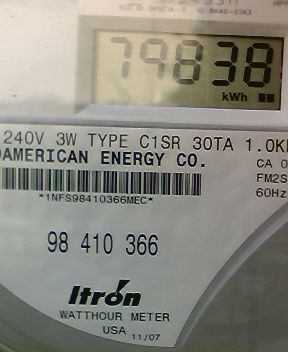 79838
kWh
240V 3W TYPE C1SR 30TA 1.0K
AMERICAN ENERGY CO.
CA 0
*1NFS98410366MEC*
FM2S
60Hz
98 410 366
Itrón
WATTHOUR METER
USA 11/07